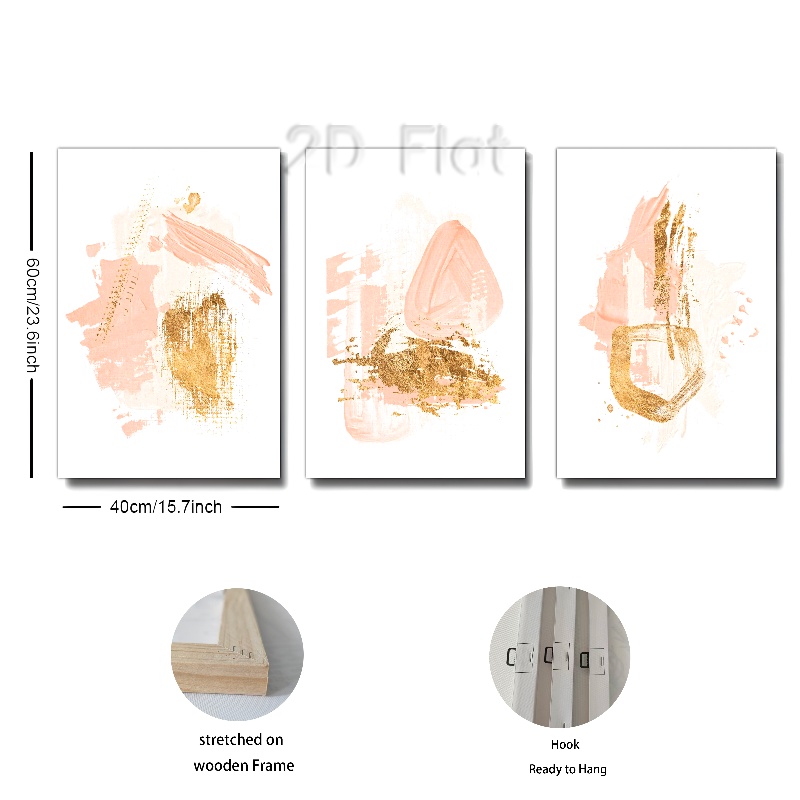 2D Flat
60cm/23.6inch
40cm/15.7inch
stretched on
wooden Frame
Hook
Ready to Hang